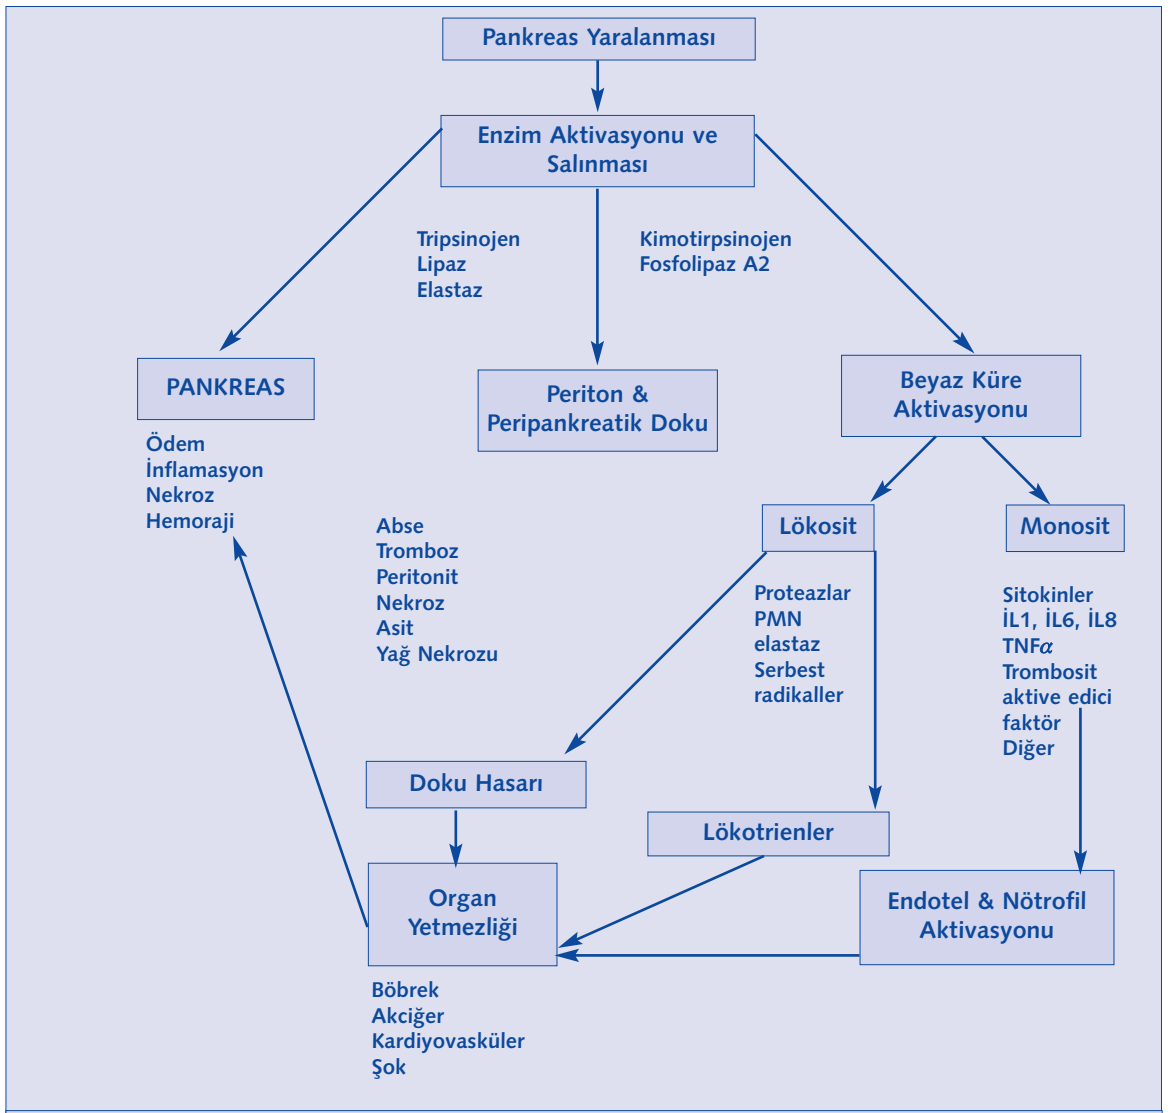 Pankreas Yaralanması
Enzim Aktivasyonu ve
Salınması
Tripsinojen
Lipaz
Elastaz
Kimotirpsinojen
Fosfolipaz A2
PANKREAS
Ödem
İnflamasyon
Nekroz
Hemoraji
Periton &
Peripankreatik Doku
Abse
Tromboz
Peritonit
Nekroz
Asit
Yağ Nekrozu
Beyaz Küre
Aktivasyonu
Lökosit
Monosit
Proteazlar
PMN
elastaz
Serbest
radikaller
Sitokinler
İL1, İL6, İL8
TNFα
Trombosit
aktive edici
faktör
Diğer
Doku Hasarı
Lökotrienler
Organ
Yetmezliği
Endotel & Nötrofil
Aktivasyonu
Böbrek
Akciğer
Kardiyovasküler
Şok